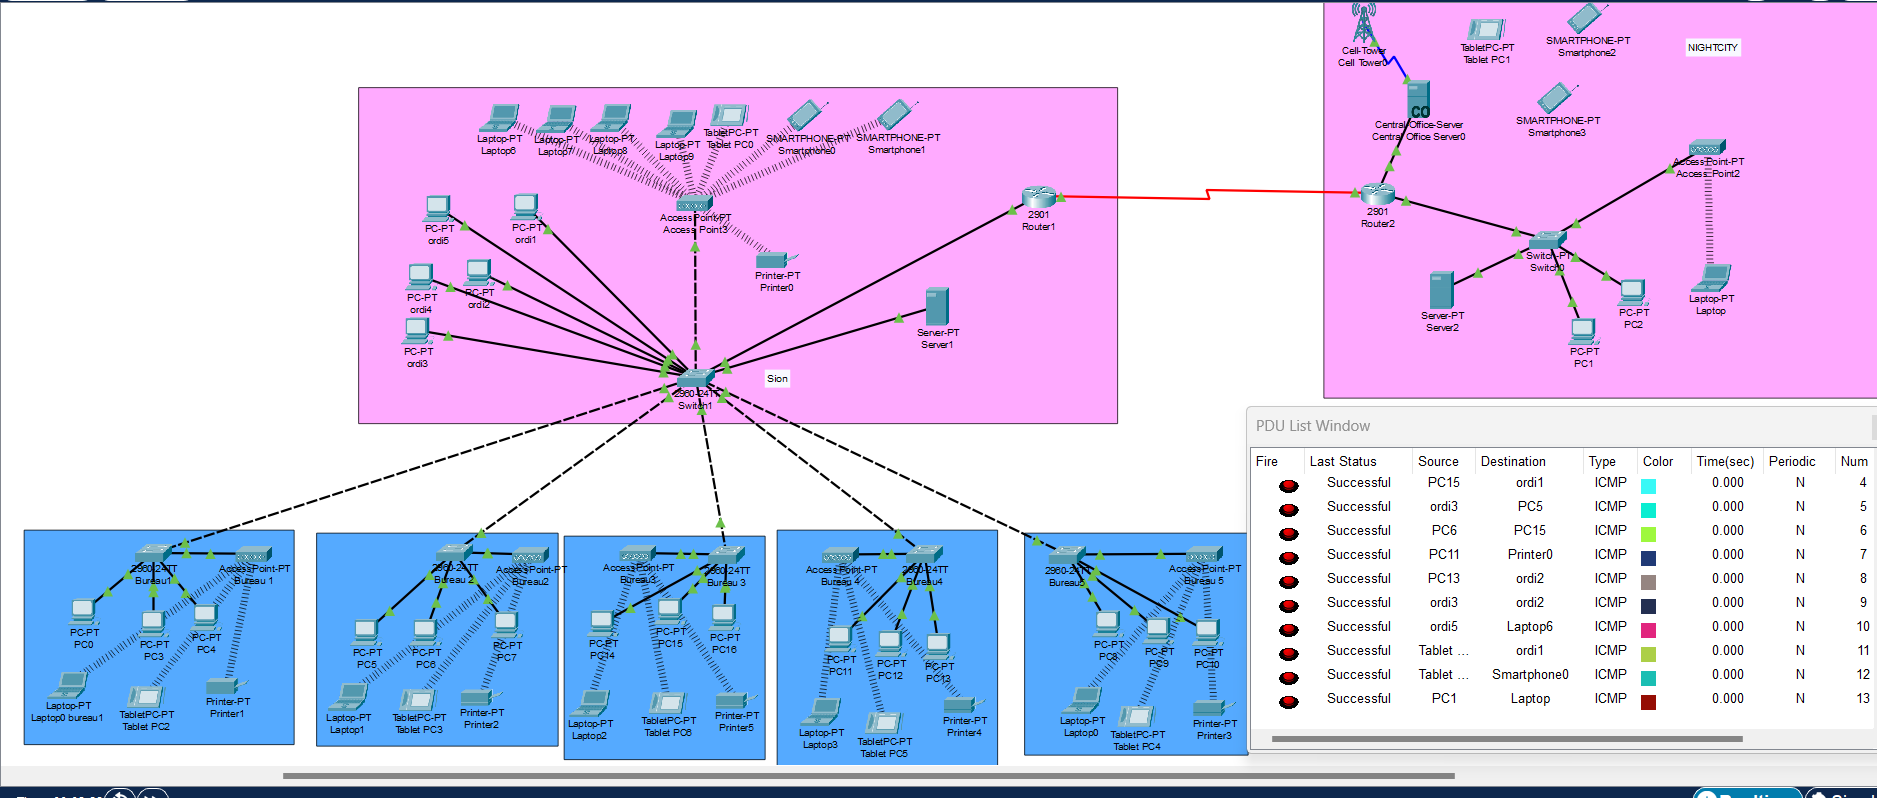 Cell-Tower
Cell Tower0
TabletPC-PT
Tablet PC1
SMARTPHONE-PT
Smartphone2
NIGHTCITY
SMARTPHONE-PT
Smartphone3
CO
Central-Office-Server
Central Office Server0
Access Point-PT
Access Point2
2901
Router2
Switch-PT
Switch0
Server-PT
Server2
PC-PT
PC2
PC-PT
PC1
Laptop-PT
Laptop
Laptop-PT
Laptop6
Laptop-PT
Laptop7
Laptop-PT
Laptop8
Laptop-PT
Laptop9
TabletPC-PT
Tablet PC0
SMARTPHONE-PT
Smartphone0
SMARTPHONE-PT
Smartphone1
Access Point-PT
Access Point3
Printer-PT
Printer0
PC-PT
ordi5
PC-PT
ordi1
PC-PT
ordi4
PC-PT
ordi2
PC-PT
ordi3
2901
Router1
Server-PT
Server1
2960-24TT
Switch1
Sion
2960-24TT
Bureau1
Access Point-PT
Bureau 1
PC-PT
PC0
PC-PT
PC3
PC-PT
PC4
Laptop-PT
Laptop0 bureau1
TabletPC-PT
Tablet PC2
Printer-PT
Printer1
2960-24TT
Bureau 2
Access Point-PT
Bureau2
PC-PT
PC5
PC-PT
PC6
PC-PT
PC7
Laptop-PT
Laptop1
TabletPC-PT
Tablet PC3
Printer-PT
Printer2
Access Point-PT
Bureau3
2960-24TT
Bureau 3
PC-PT
PC14
PC-PT
PC15
PC-PT
PC16
Laptop-PT
Laptop2
TabletPC-PT
Tablet PC6
Printer-PT
Printer5
Access Point-PT
Bureau 4
2960-24TT
Bureau4
PC-PT
PC11
PC-PT
PC12
PC-PT
PC13
Laptop-PT
Laptop3
TabletPC-PT
Tablet PC5
Printer-PT
Printer4
2960-24TT
Bureau5
Access Point-PT
Bureau 5
PC-PT
PC8
PC-PT
PC9
PC-PT
PC10
Laptop-PT
Laptop0
TabletPC-PT
Tablet PC4
Printer-PT
Printer3
PDU List Window
Fire Last Status Source Destination Type Color Time(sec) Periodic Num
Successful PC15 ordi1 ICMP 0.000 N 4
Successful ordi3 PC5 ICMP 0.000 N 5
Successful PC6 PC15 ICMP 0.000 N 6
Successful PC11 Printer0 ICMP 0.000 N 7
Successful PC13 ordi2 ICMP 0.000 N 8
Successful ordi3 ordi2 ICMP 0.000 N 9
Successful ordi5 Laptop6 ICMP 0.000 N 10
Successful Tablet ... ordi1 ICMP 0.000 N 11
Successful Tablet ... Smartphone0 ICMP 0.000 N 12
Successful PC1 Laptop ICMP 0.000 N 13